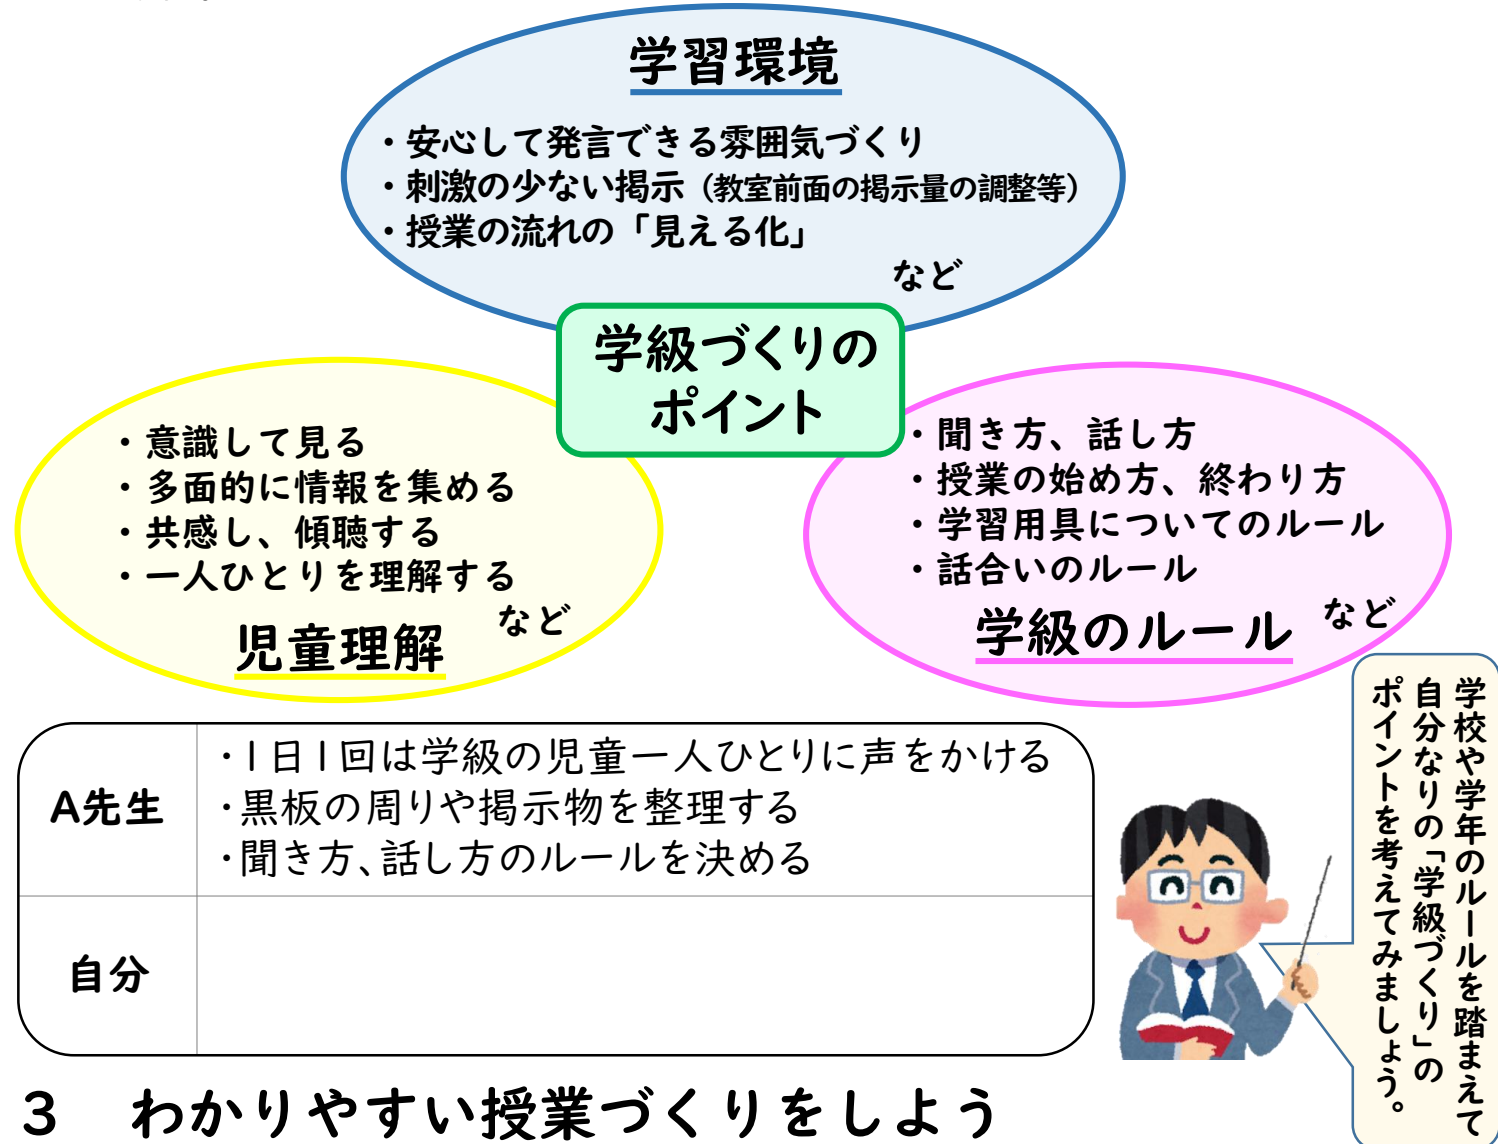 学習環境
・安心して発言できる雰囲気づくり
・刺激の少ない掲示（教室前面の掲示量の調整等）
・授業の流れの「見える化」
など
学級づくりの
ポイント
・意識して見る
・多面的に情報を集める
・共感し、傾聴する
・一人ひとりを理解する
など
児童理解
・聞き方、話し方
・授業の始め方、終わり方
・学習用具についてのルール
・話合いのルール
など
学級のルール
A先生
・1日1回は学級の児童一人ひとりに声をかける
・黒板の周りや掲示物を整理する
・聞き方、話し方のルールを決める
自分
学校や学年のルールを踏まえて
自分なりの「学級づくり」の
ポイントを考えてみましょう。
3　わかりやすい授業づくりをしよう